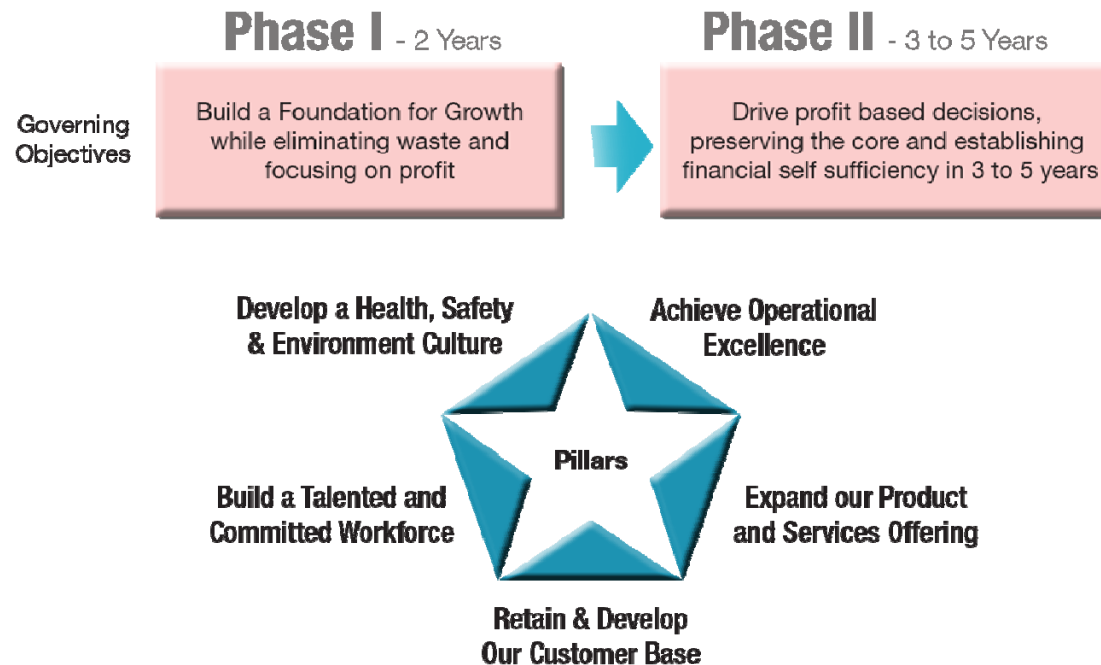 Phase I - 2 Years
Phase II - 3 to 5 Years
Governing
Objectives
Build a Foundation for Growth
while eliminating waste and
focusing on profit
Drive profit based decisions,
preserving the core and establishing
financial self sufficiency in 3 to 5 years
Develop a Health, Safety
& Environment Culture
Achieve Operational
Excellence
Pillars
Build a Talented and
Committed Workforce
Expand our Product
and Services Offering
Retain & Develop
Our Customer Base